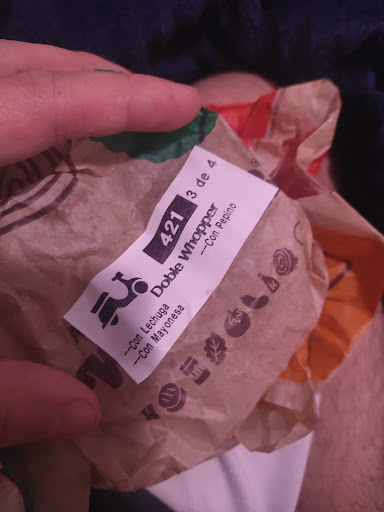 421 3 de 4
Doble Whopper
--Con Pepino
--Con Lechuga
--Con Mayonesa